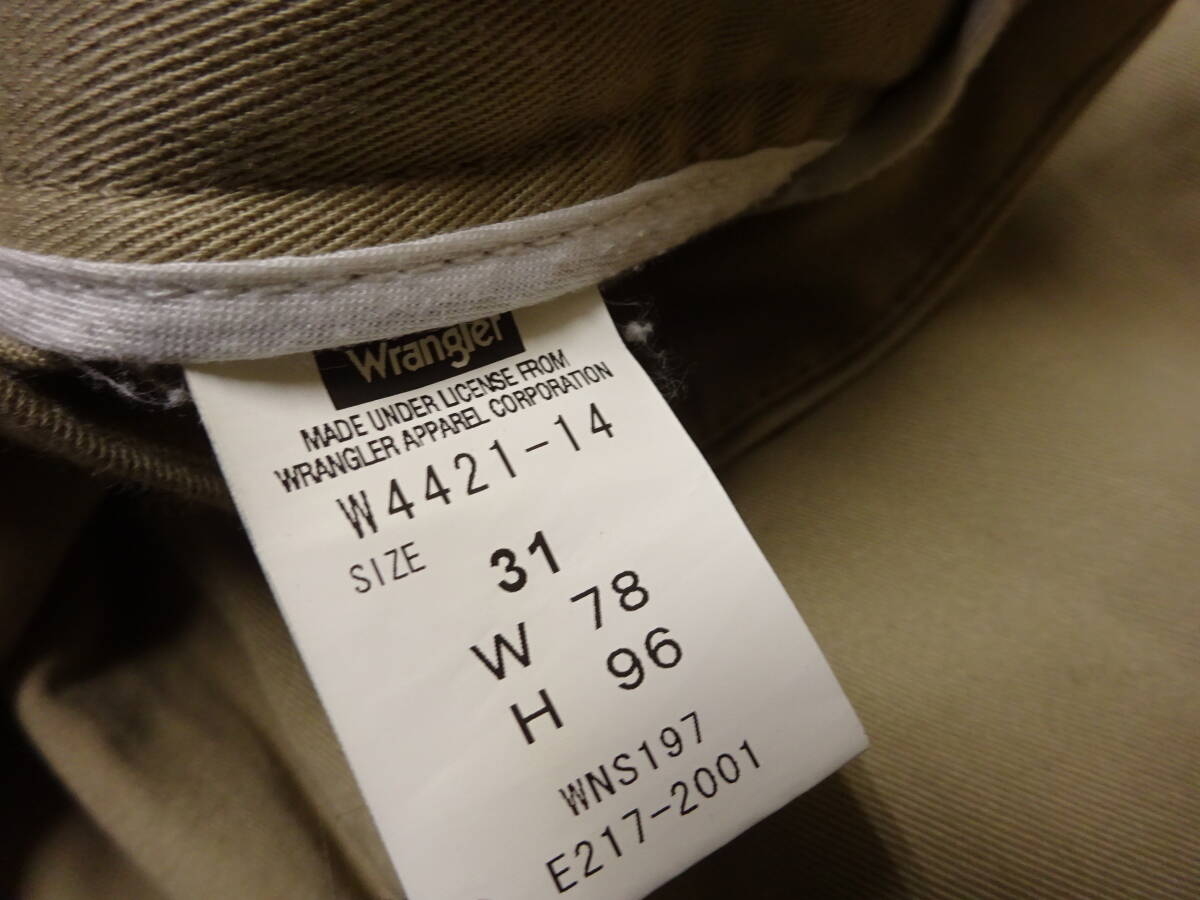 Wrangler
MADE UNDER LICENSE FROM
WRANGLER APPAREL CORPORATION
W4421-14
SIZE 31
W 78
H 96
WNS197
E217-2001